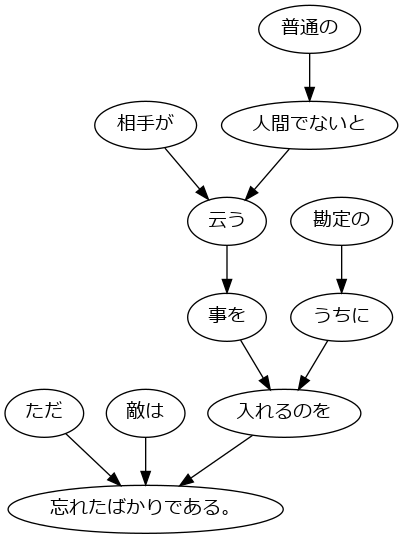 普通の
相手が
人間でないと
云う
勘定の
事を
うちに
ただ
敵は
入れるのを
忘れたばかりである。